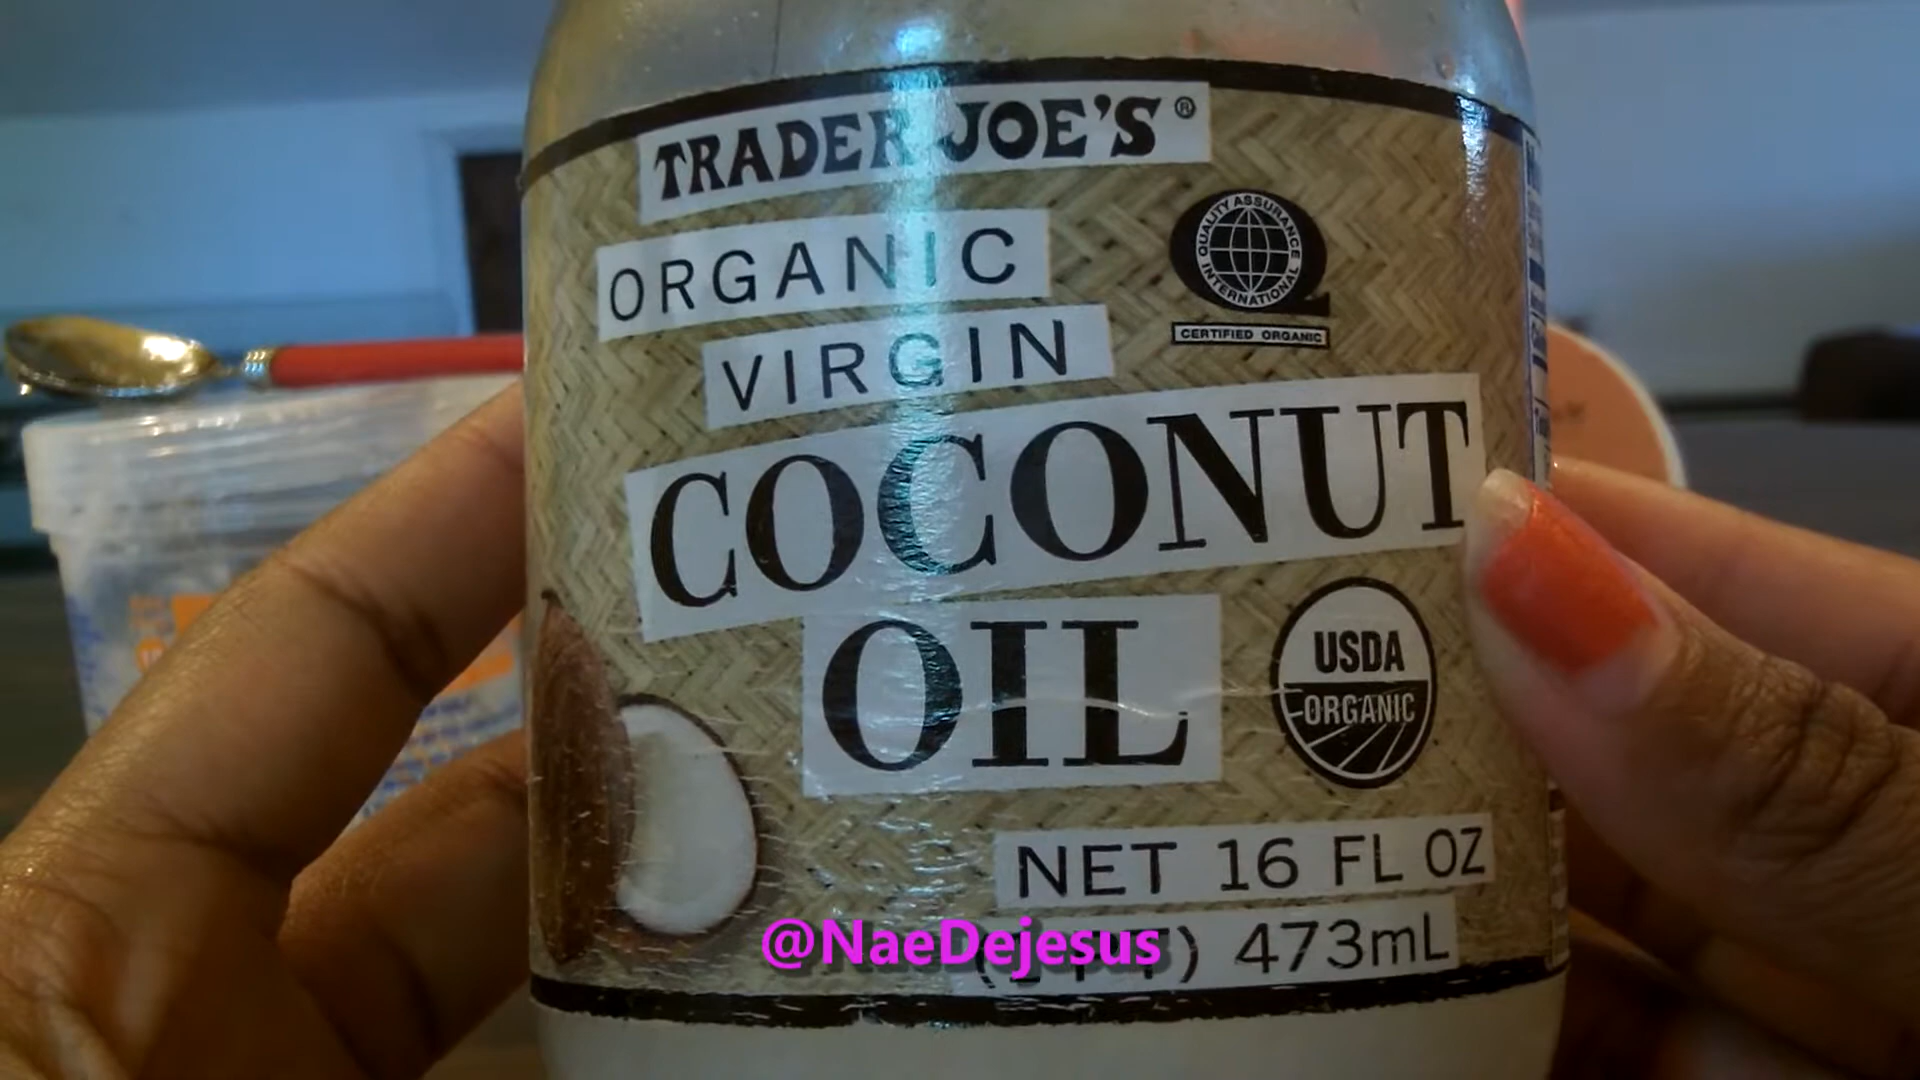 TRADER JOE'S®
ORGANIC
VIRGIN
QUALITY ASSURANCE
INTERNATIONAL
CERTIFIED ORGANIC
COCONUT
OIL
USDA
ORGANIC
NET 16 FL OZ
473mL
@NaeDejesus